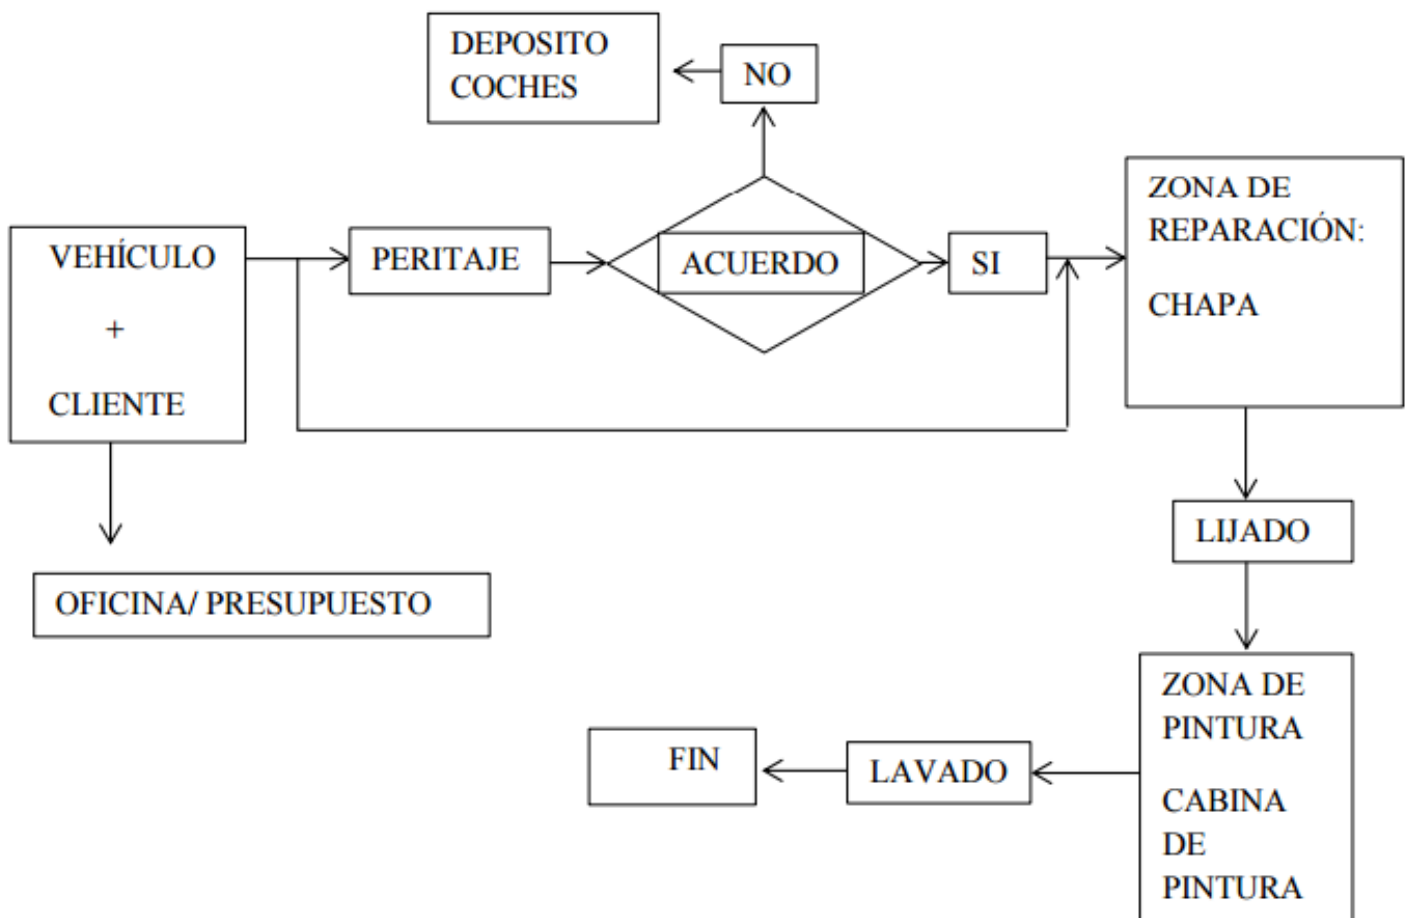 DEPOSITO
COCHES
NO
VEHÍCULO
+
CLIENTE
PERITAJE
ACUERDO
SI
ZONA DE
REPARACIÓN:
CHAPA
OFICINA/ PRESUPUESTO
LIJADO
ZONA DE
PINTURA
CABINA
DE
PINTURA
LAVADO
FIN